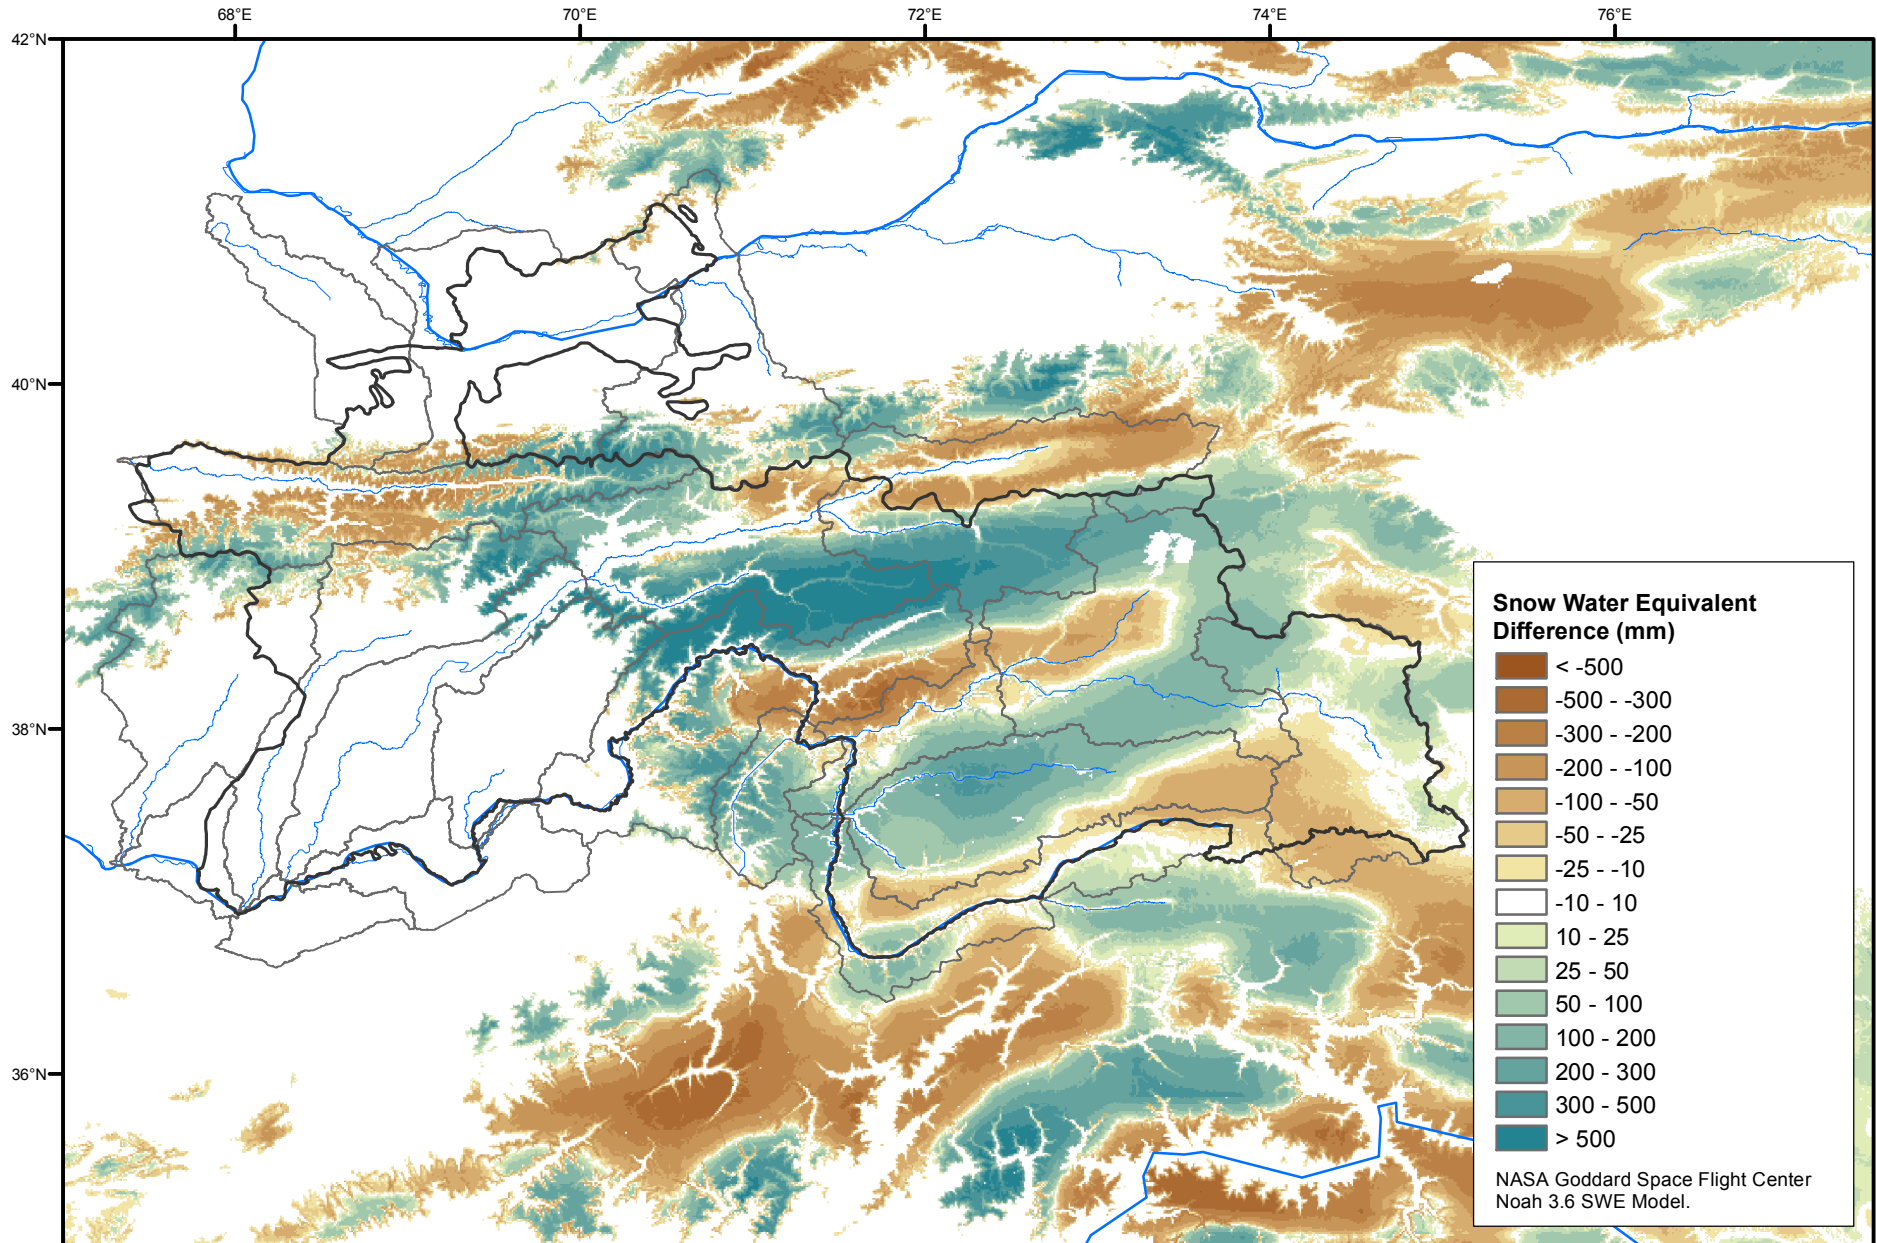 68°E 70°E 72°E 74°E 76°E
42°N
40°N
38°N
36°N
Snow Water Equivalent
Difference (mm)
< -500
-500 - -300
-300 - -200
-200 - -100
-100 - -50
-50 - -25
-25 - -10
-10 - 10
10 - 25
25 - 50
50 - 100
100 - 200
200 - 300
300 - 500
> 500
NASA Goddard Space Flight Center
Noah 3.6 SWE Model.